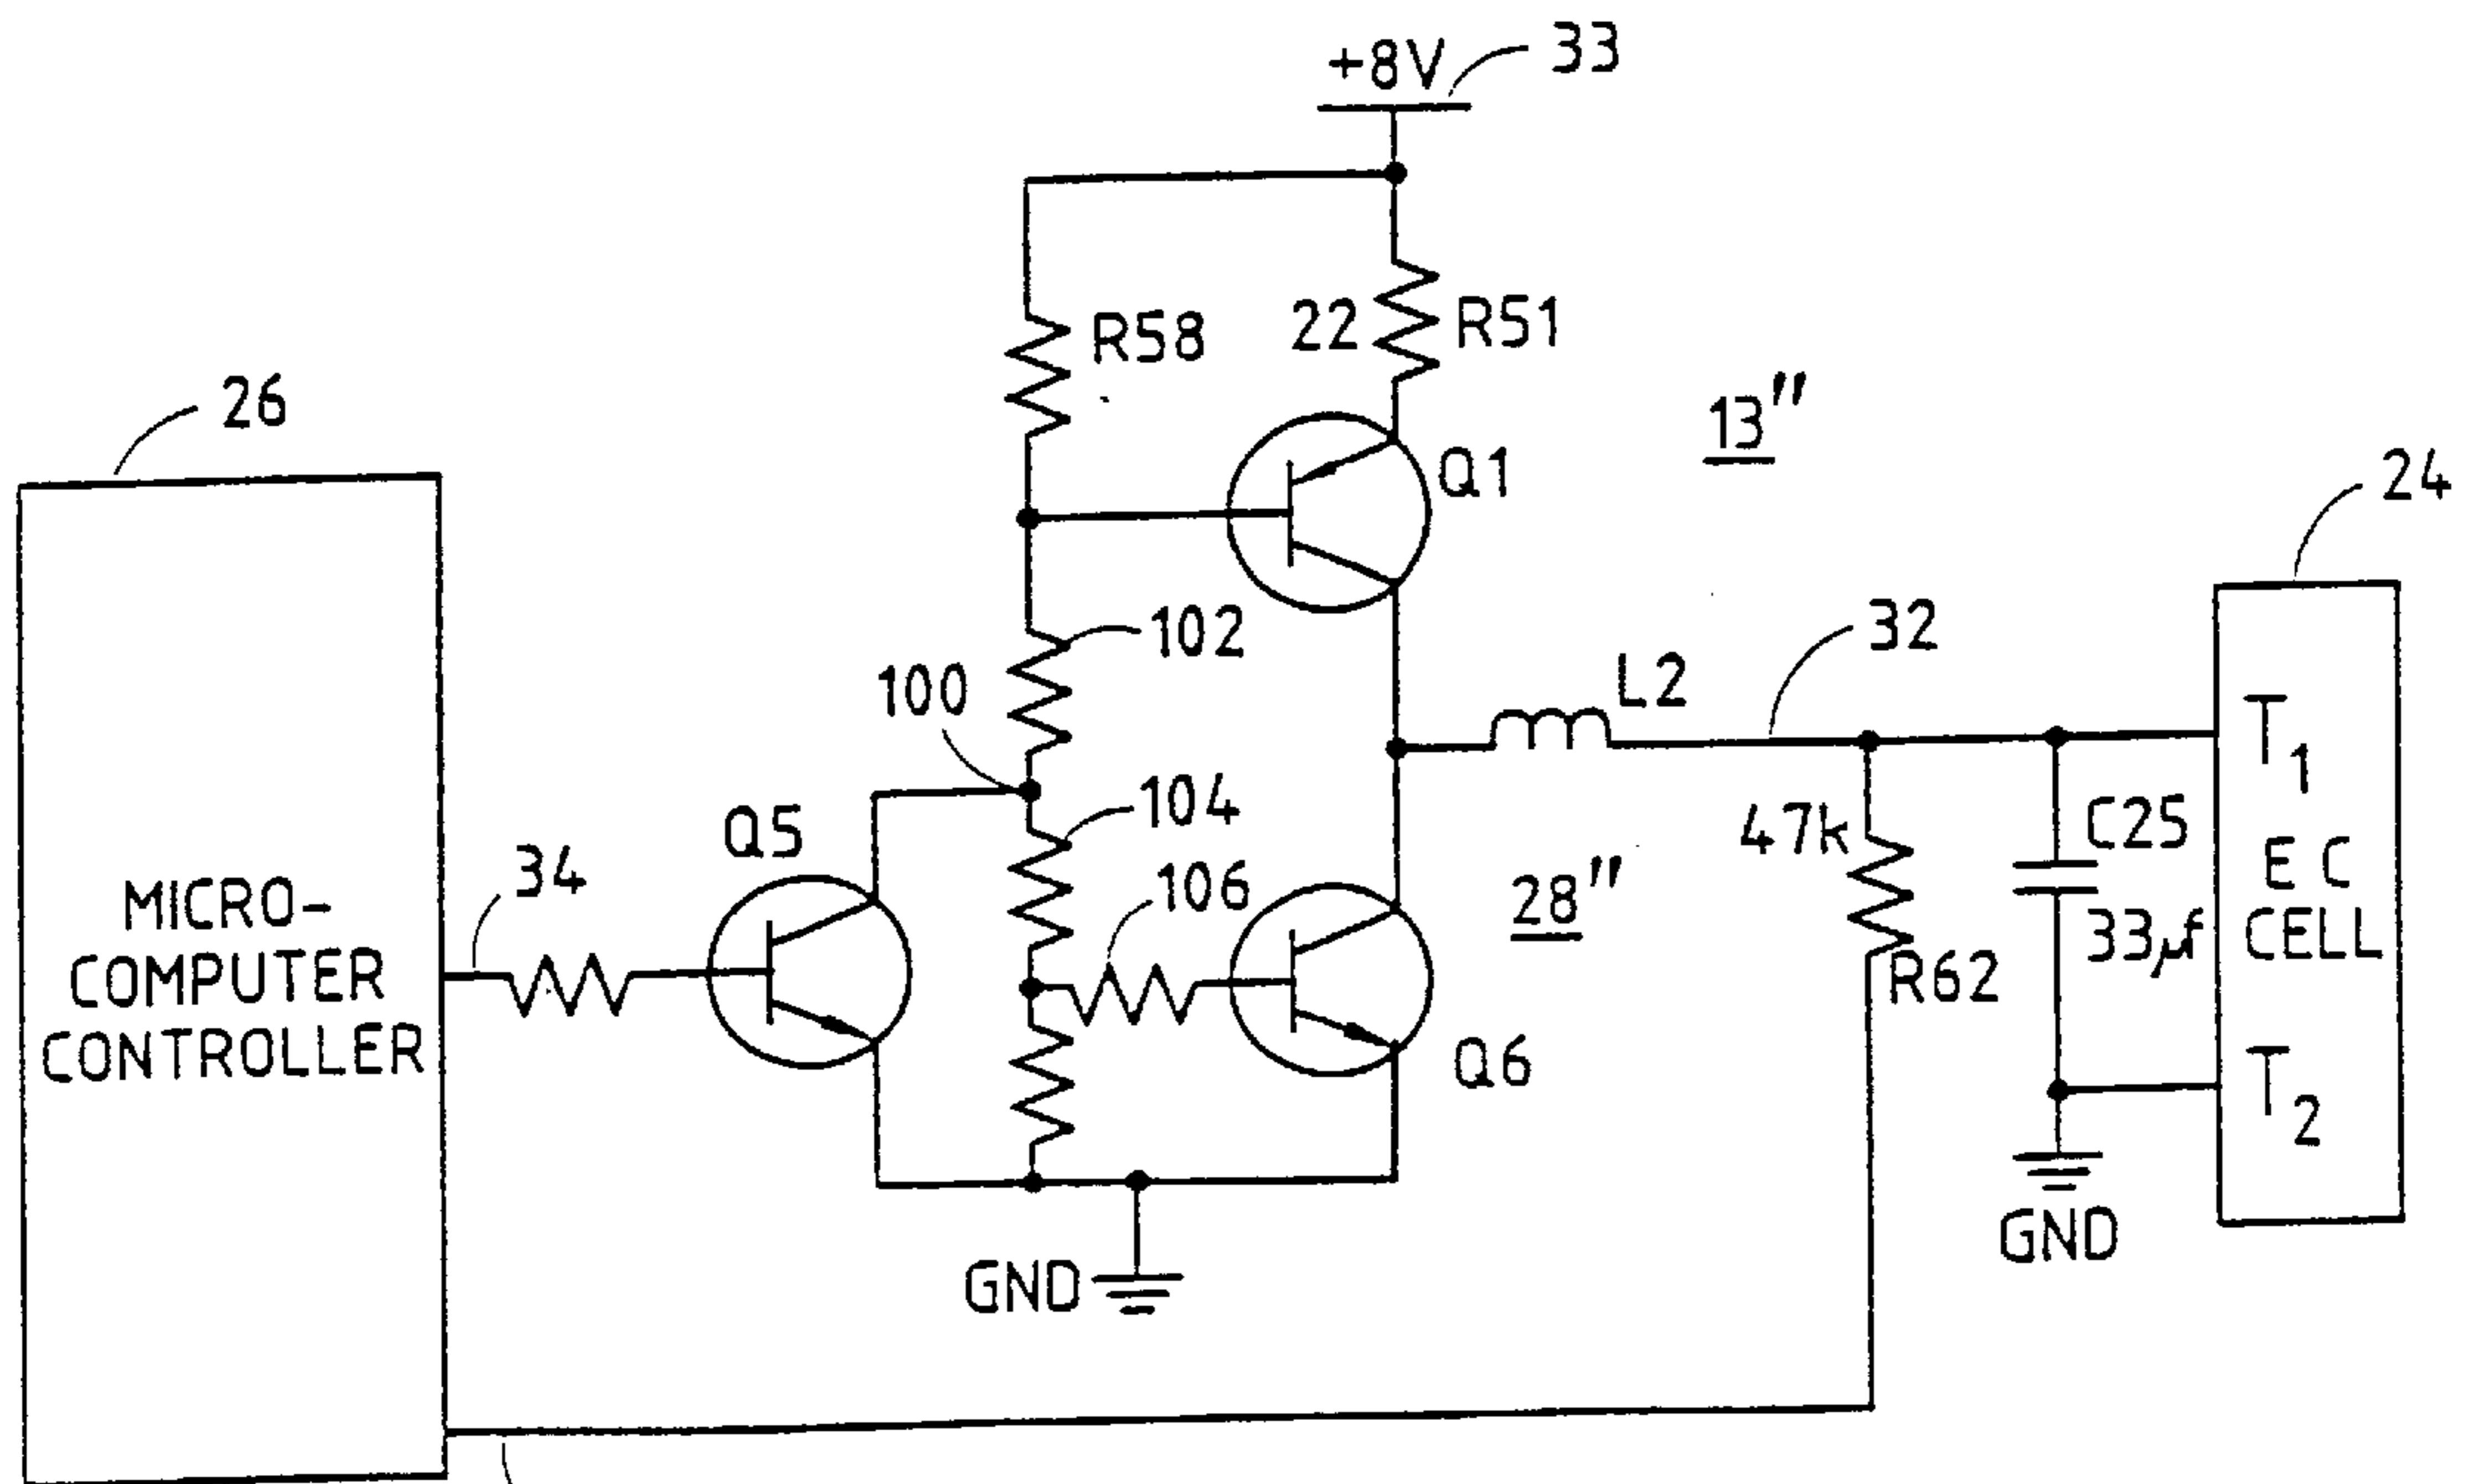 +8V
33
R58
22
R51
13"
26
Q1
24
102
32
100
L2
T1
Q5
104
47k
C25
34
106
28"
E C
CELL
33µf
MICRO-
COMPUTER
CONTROLLER
R62
Q6
T2
GND
GND